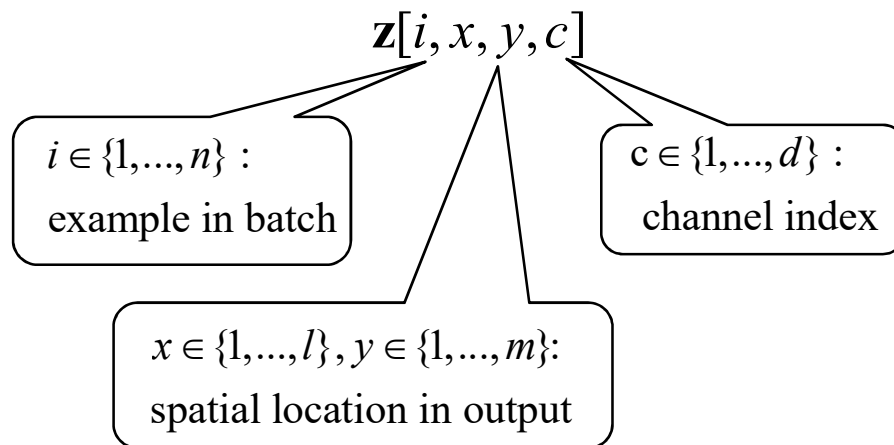 z[i, x, y, c]
i ∈ {1,..., n} :
example in batch
c ∈ {1,..., d} :
channel index
x ∈ {1,..., l}, y ∈ {1,..., m}:
spatial location in output